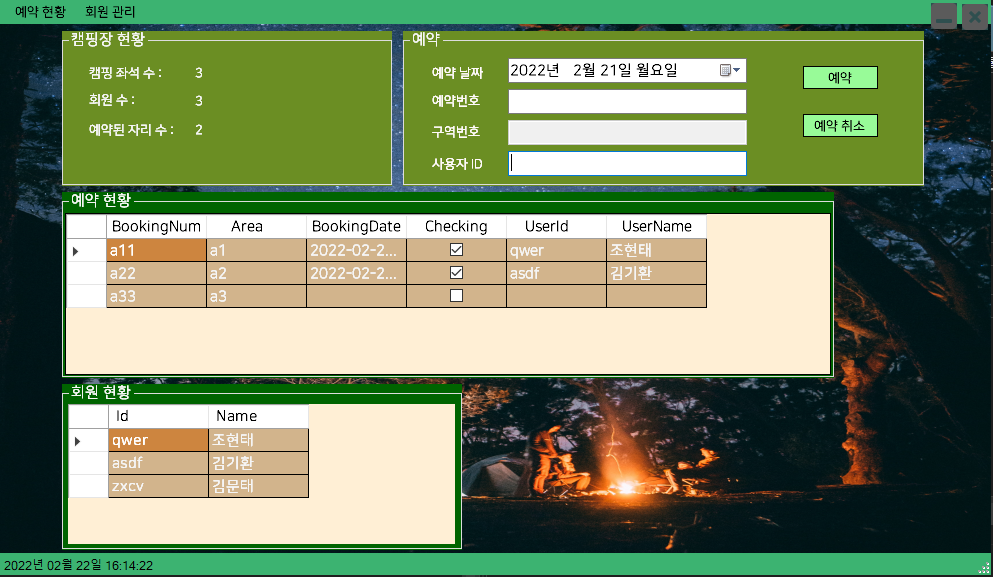 예약 현황 회원 관리
캠핑장 현황
캠핑 좌석 수 : 3
회원 수 : 3
예약된 자리 수 : 2
예약
예약 날짜 2022년 2월 21일 월요일
예약번호
구역번호
사용자 ID
예약
예약 취소
예약 현황
BookingNum Area BookingDate Checking UserId UserName
a11 a1 2022-02-2... qwer 조현태
a22 a2 2022-02-2... asdf 김기환
a33 a3
회원 현황
Id Name
qwer 조현태
asdf 김기환
zxcv 김문태
2022년 02월 22일 16:14:22